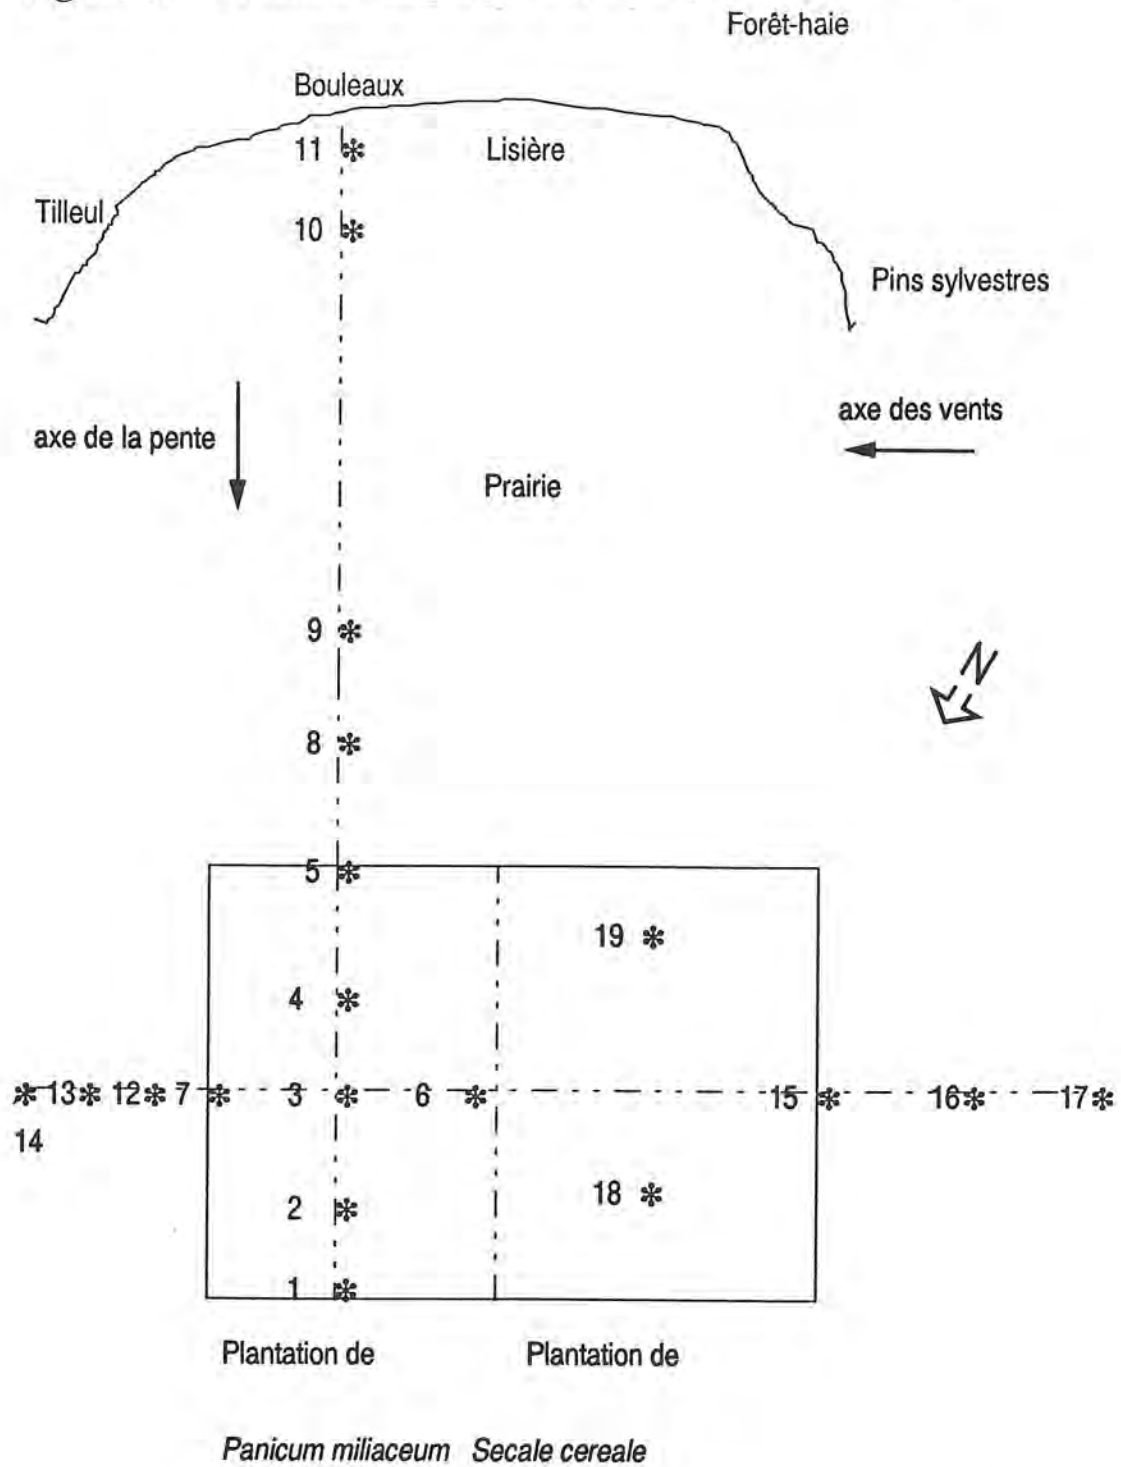 Forêt-haie
Bouleaux
11 Lisière
Tilleul
10
Pins sylvestres
axe des vents
axe de la pente
Prairie
9
N
8
5
19
4
13 12 7 3 6 15 16 17
14
18
2
1
Plantation de Plantation de
Panicum miliaceum Secale cereale